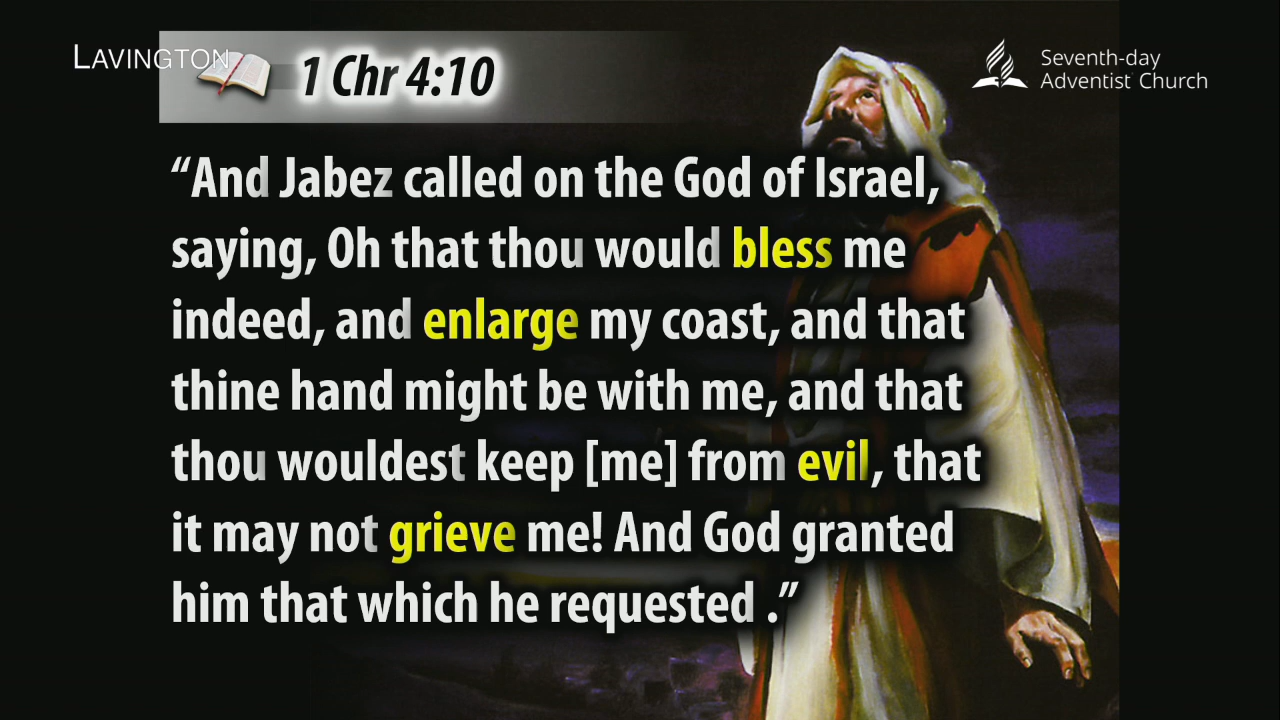 LAVINGTON
1 Chr 4:10
Seventh-day
Adventist Church
“And Jabez called on the God of Israel,
saying, Oh that thou would bless me
indeed, and enlarge my coast, and that
thine hand might be with me, and that
thou wouldest keep [me] from evil, that
it may not grieve me! And God granted
him that which he requested .”